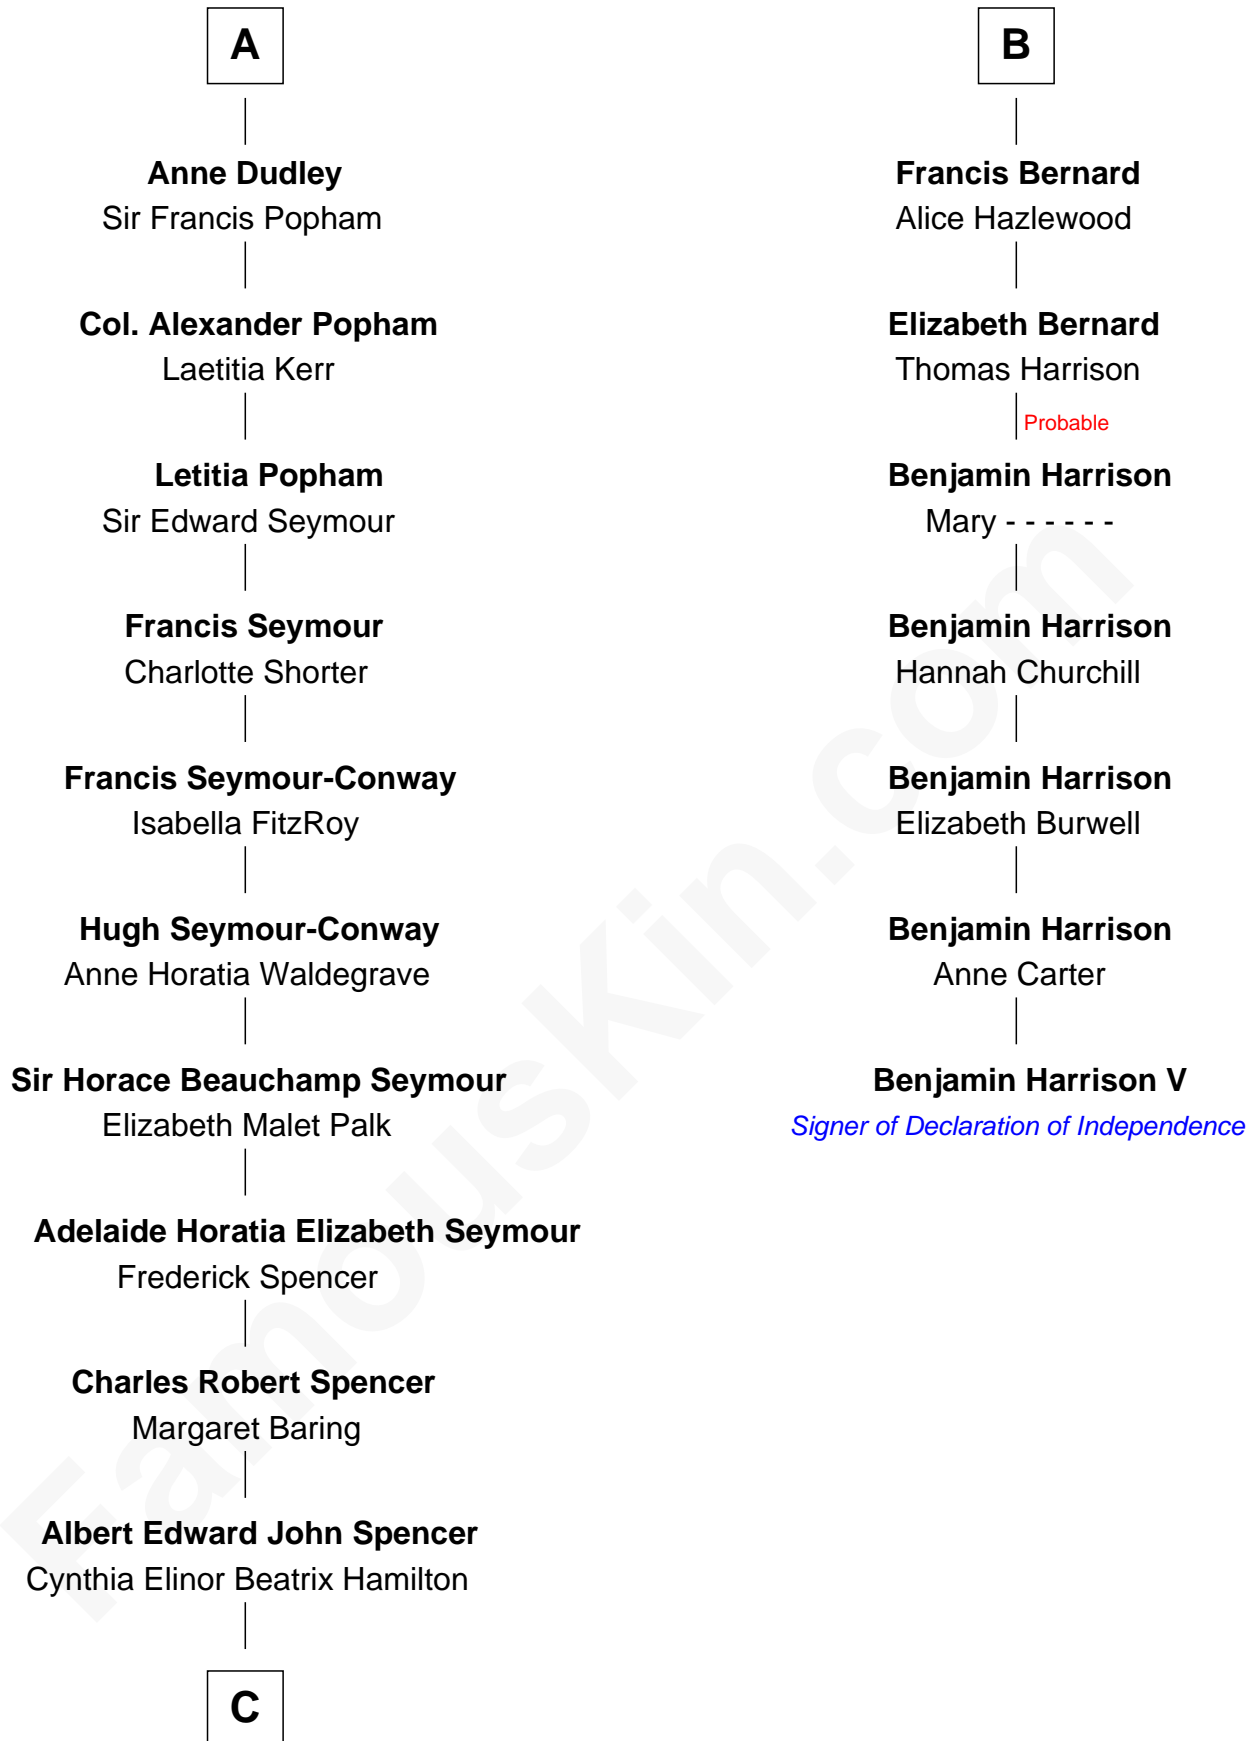 A
Anne Dudley
Sir Francis Popham
Col. Alexander Popham
Laetitia Kerr
Letitia Popham
Sir Edward Seymour
Francis Seymour
Charlotte Shorter
Francis Seymour-Conway
Isabella FitzRoy
Hugh Seymour-Conway
Anne Horatia Waldegrave
Sir Horace Beauchamp Seymour
Elizabeth Malet Palk
Adelaide Horatia Elizabeth Seymour
Frederick Spencer
Charles Robert Spencer
Margaret Baring
Albert Edward John Spencer
Cynthia Elinor Beatrix Hamilton
C
B
Francis Bernard
Alice Hazlewood
Elizabeth Bernard
Thomas Harrison
Probable
Benjamin Harrison
Mary - - - - - -
Benjamin Harrison
Hannah Churchill
Benjamin Harrison
Elizabeth Burwell
Benjamin Harrison
Anne Carter
Benjamin Harrison V
Signer of Declaration of Independence
FamousKin.com